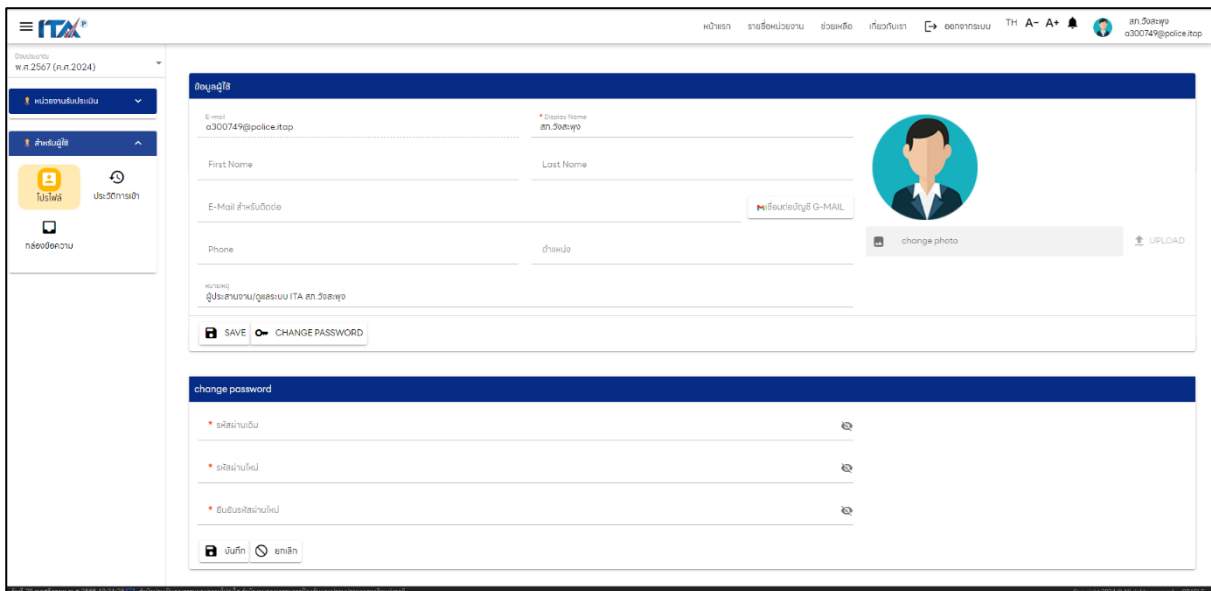 ITAP
หน้าแรก รายชื่อหน่วยงาน ช่วยเหลือ เกี่ยวกับเรา ออกจากระบบ TH A- A+ สภ.วังสะพุง
a300749@police.itap
ปีงบประมาณ
พ.ศ.2567 (ค.ศ.2024)
หน่วยงานรับประเมิน
สำหรับผู้ใช้
โปรไฟล์ ประวัติการเข้า
กล่องข้อความ
ข้อมูลผู้ใช้
E-mail * Display Name
a300749@police.itap สภ.วังสะพุง
First Name Last Name
E-Mail สำหรับติดต่อ เชื่อมต่อบัญชี G-MAIL
Phone ตำแหน่ง
change photo UPLOAD
หมายเหตุ
ผู้ประสานงาน/ดูแลระบบ ITA สภ.วังสะพุง
SAVE CHANGE PASSWORD
change password
* รหัสผ่านเดิม
* รหัสผ่านใหม่
* ยืนยันรหัสผ่านใหม่
บันทึก ยกเลิก